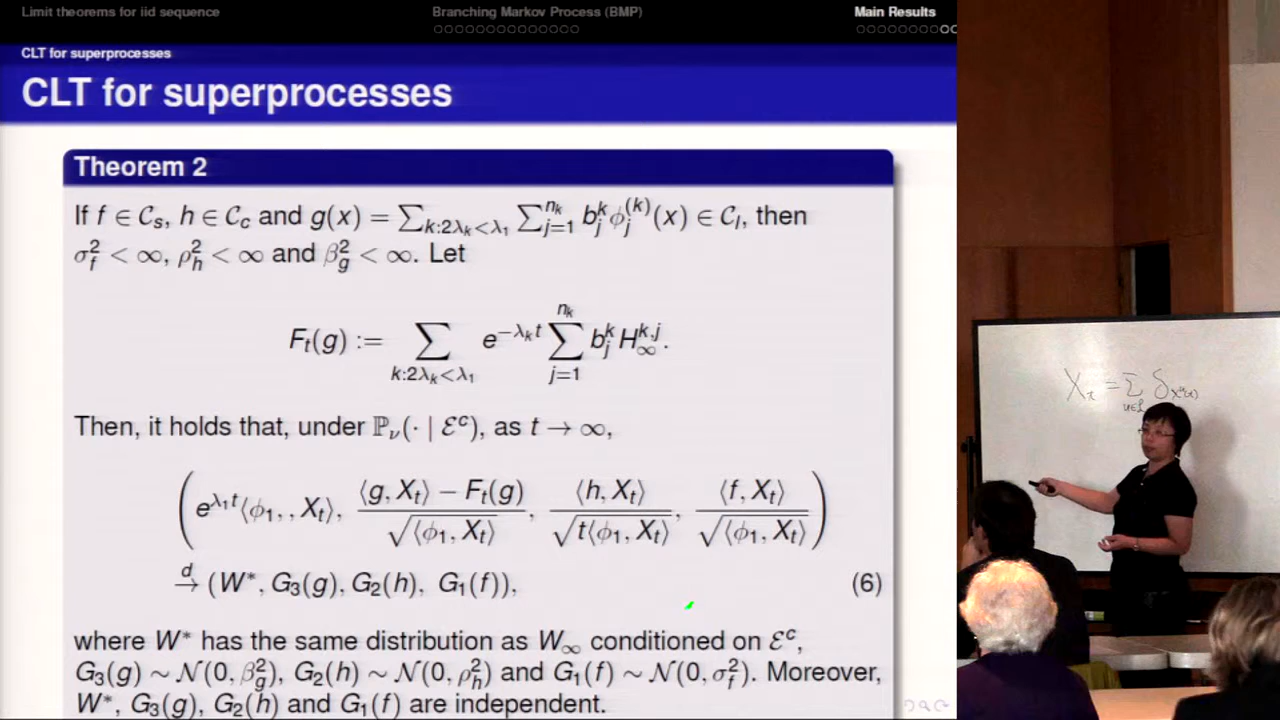 Limit theorems for iid sequence Branching Markov Process (BMP) Main Results
CLT for superprocesses
CLT for superprocesses
Theorem 2
If f ∈ 𝒞ₛ, h ∈ 𝒞_c and g(x) = ∑_{k:2λ_k<λ_1} ∑_{j=1}^{n_k} b_j^k ϕ_j^{(k)}(x) ∈ 𝒞_l, then
σ_f^2 < ∞, ρ_h^2 < ∞ and β_g^2 < ∞. Let
F_t(g) := ∑_{k:2λ_k<λ_1} e^{-λ_k t} ∑_{j=1}^{n_k} b_j^k H_∞^{k,j}.
Then, it holds that, under ℙ_ν(· | ℰ^c), as t → ∞,
( e^{λ_1 t}⟨ϕ_1, , X_t⟩, (⟨g, X_t⟩ − F_t(g)) / √⟨ϕ_1, X_t⟩, ⟨h, X_t⟩ / √(t⟨ϕ_1, X_t⟩), ⟨f, X_t⟩ / √⟨ϕ_1, X_t⟩ )
→^d (W*, G_3(g), G_2(h), G_1(f)), (6)
where W* has the same distribution as W_∞ conditioned on ℰ^c,
G_3(g) ∼ 𝒩(0, β_g^2), G_2(h) ∼ 𝒩(0, ρ_h^2) and G_1(f) ∼ 𝒩(0, σ_f^2). Moreover,
W*, G_3(g), G_2(h) and G_1(f) are independent.
X_t = ∑ δ